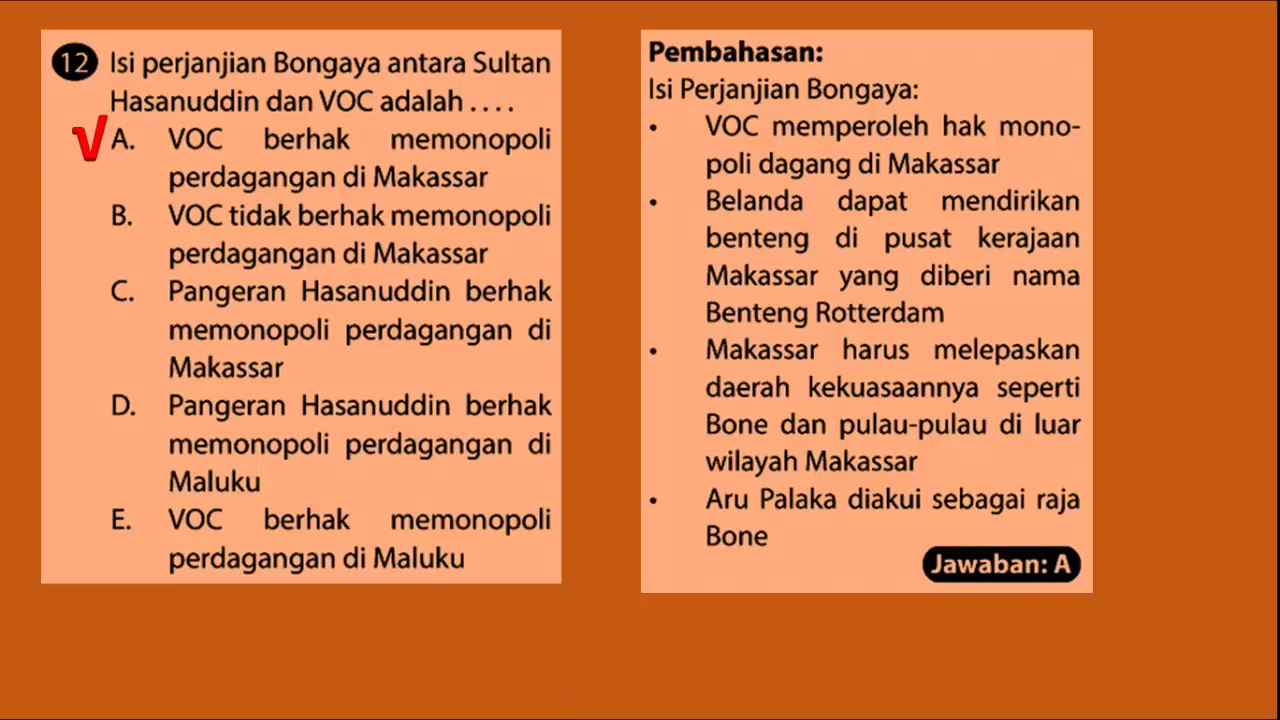 12 Isi perjanjian Bongaya antara Sultan
Hasanuddin dan VOC adalah ....
√ A. VOC berhak memonopoli
perdagangan di Makassar
B. VOC tidak berhak memonopoli
perdagangan di Makassar
C. Pangeran Hasanuddin berhak
memonopoli perdagangan di
Makassar
D. Pangeran Hasanuddin berhak
memonopoli perdagangan di
Maluku
E. VOC berhak memonopoli
perdagangan di Maluku
Pembahasan:
Isi Perjanjian Bongaya:
• VOC memperoleh hak mono-
poli dagang di Makassar
• Belanda dapat mendirikan
benteng di pusat kerajaan
Makassar yang diberi nama
Benteng Rotterdam
• Makassar harus melepaskan
daerah kekuasaannya seperti
Bone dan pulau-pulau di luar
wilayah Makassar
• Aru Palaka diakui sebagai raja
Bone
Jawaban: A